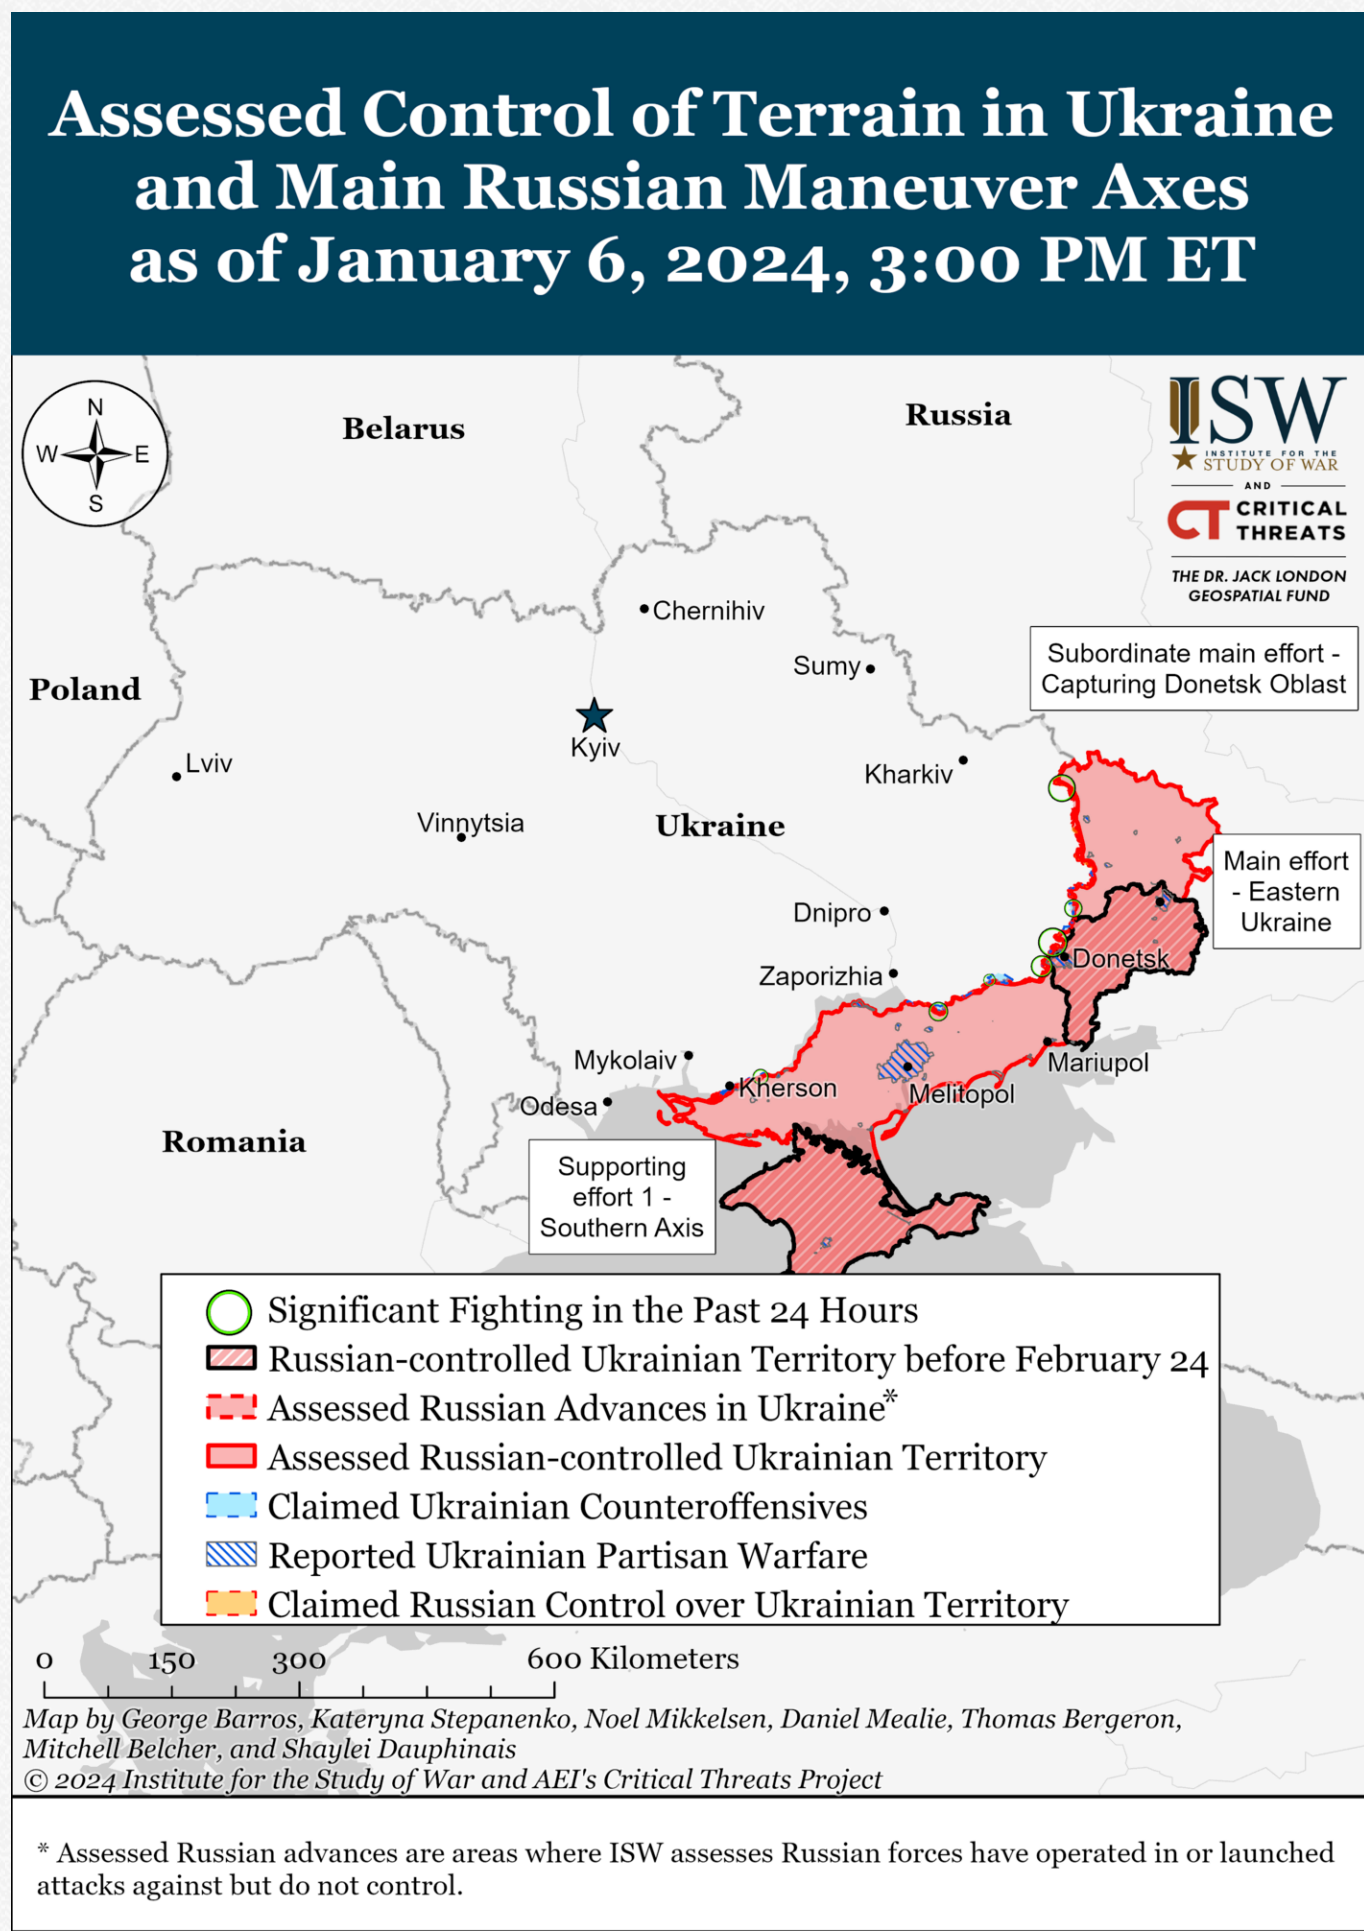 Assessed Control of Terrain in Ukraine
and Main Russian Maneuver Axes
as of January 6, 2024, 3:00 PM ET
N
W
E
S
Belarus
Russia
ISW
INSTITUTE FOR THE
STUDY OF WAR
AND
CT CRITICAL
THREATS
THE DR. JACK LONDON
GEOSPATIAL FUND
Chernihiv
Subordinate main effort -
Capturing Donetsk Oblast
Sumy
Poland
Kyiv
Lviv
Kharkiv
Vinnytsia
Ukraine
Main effort
- Eastern
Ukraine
Dnipro
Donetsk
Zaporizhia
Mykolaiv
Mariupol
Kherson
Melitopol
Odesa
Romania
Supporting
effort 1 -
Southern Axis
Significant Fighting in the Past 24 Hours
Russian-controlled Ukrainian Territory before February 24
Assessed Russian Advances in Ukraine*
Assessed Russian-controlled Ukrainian Territory
Claimed Ukrainian Counteroffensives
Reported Ukrainian Partisan Warfare
Claimed Russian Control over Ukrainian Territory
0 150 300 600 Kilometers
Map by George Barros, Kateryna Stepanenko, Noel Mikkelsen, Daniel Mealie, Thomas Bergeron,
Mitchell Belcher, and Shaylei Dauphinais
© 2024 Institute for the Study of War and AEI's Critical Threats Project
* Assessed Russian advances are areas where ISW assesses Russian forces have operated in or launched
attacks against but do not control.